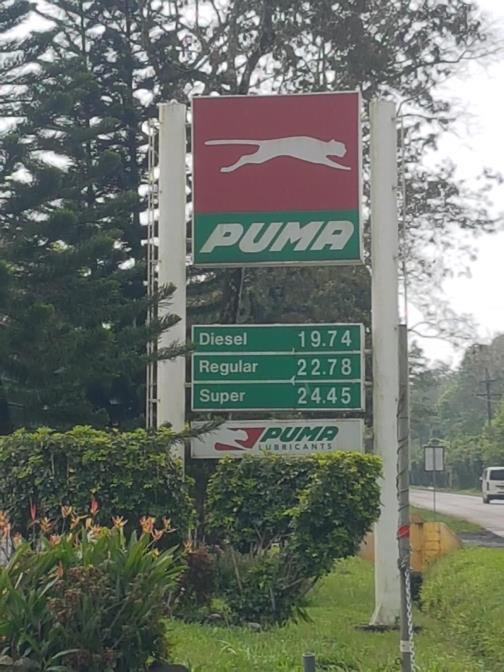 PUMA
Diesel 19.74
Regular 22.78
Super 24.45
PUMA
LUBRICANTS